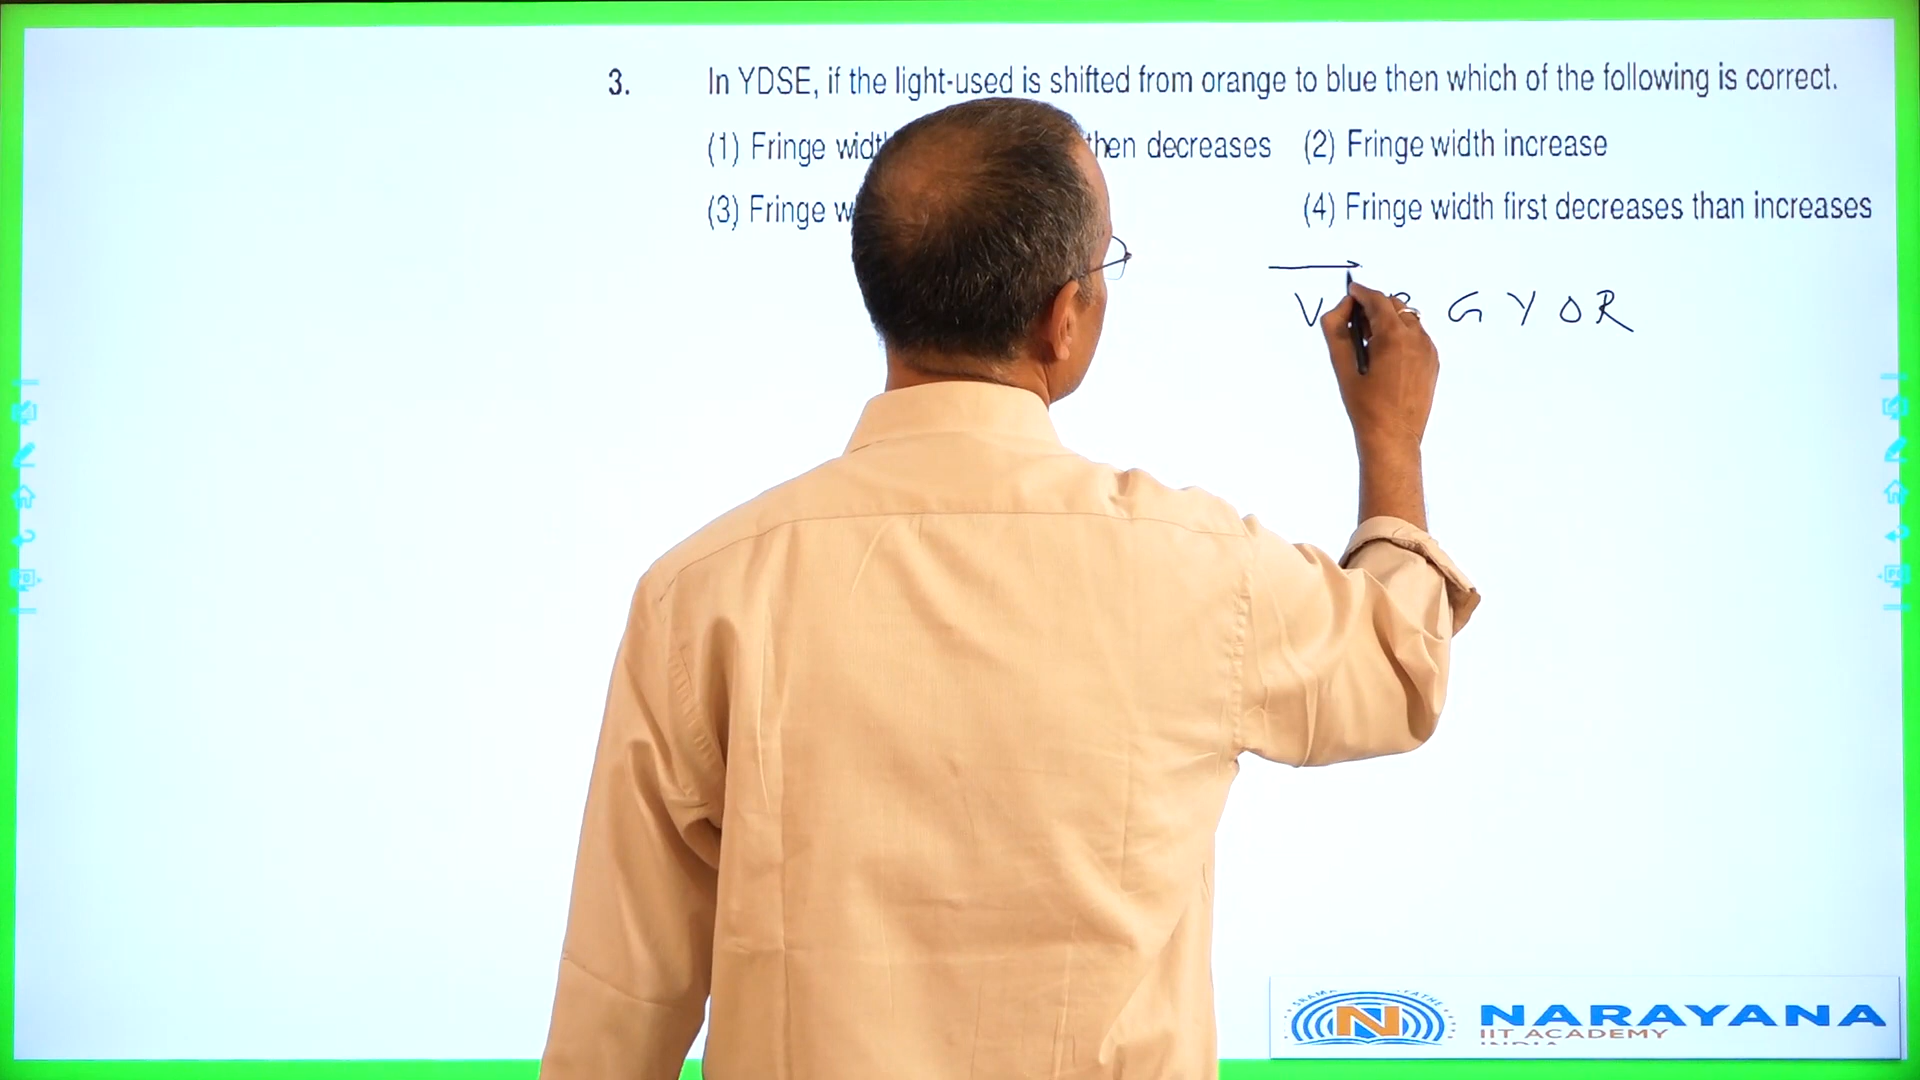 3. In YDSE, if the light-used is shifted from orange to blue then which of the following is correct.
(1) Fringe then decreases (2) Fringe width increase
(3) Fringe (4) Fringe width first decreases than increases
V G Y O R
NARAYANA
IIT ACADEMY
INDIA